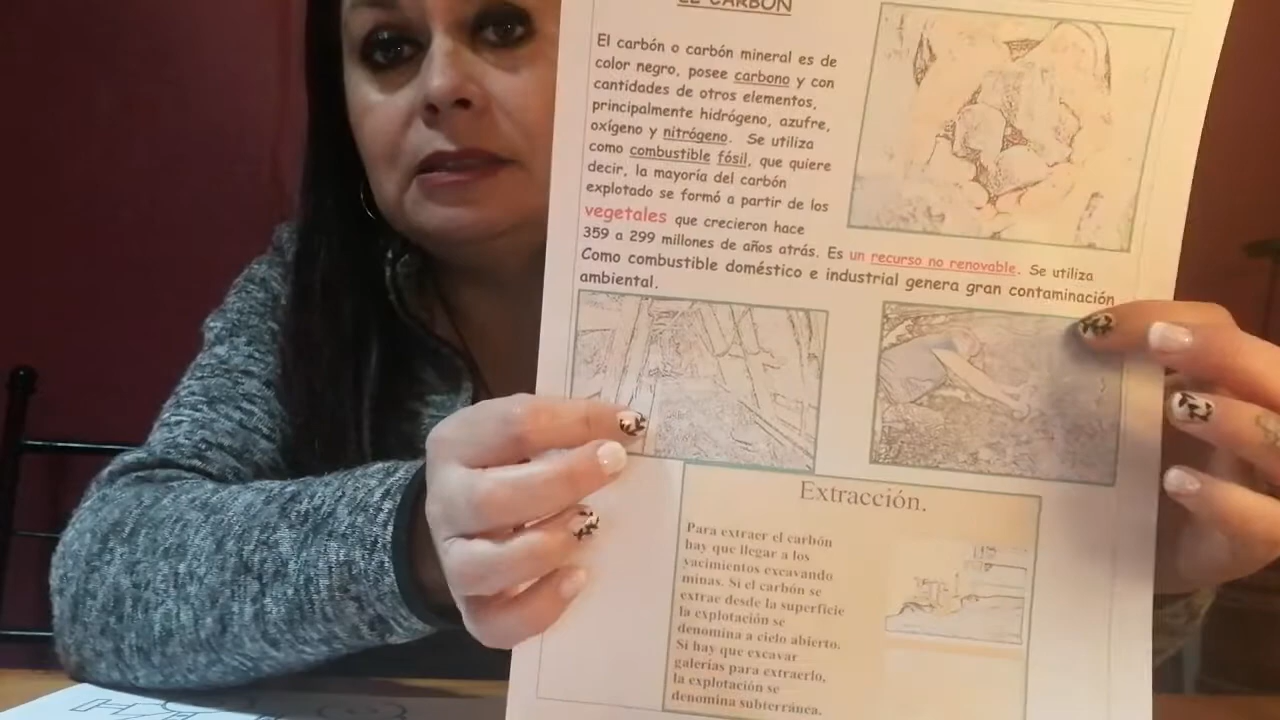 EL CARBÓN
El carbón o carbón mineral es de
color negro, posee carbono y con
cantidades de otros elementos,
principalmente hidrógeno, azufre,
oxígeno y nitrógeno. Se utiliza
como combustible fósil, que quiere
decir, la mayoría del carbón
explotado se formó a partir de los
vegetales que crecieron hace
359 a 299 millones de años atrás. Es un recurso no renovable. Se utiliza
Como combustible doméstico e industrial genera gran contaminación
ambiental.
Extracción.
Para extraer el carbón
hay que llegar a los
yacimientos excavando
minas. Si el carbón se
extrae desde la superficie
la explotación se
denomina a cielo abierto.
Si hay que excavar
galerías para extraerlo,
la explotación se
denomina subterránea.